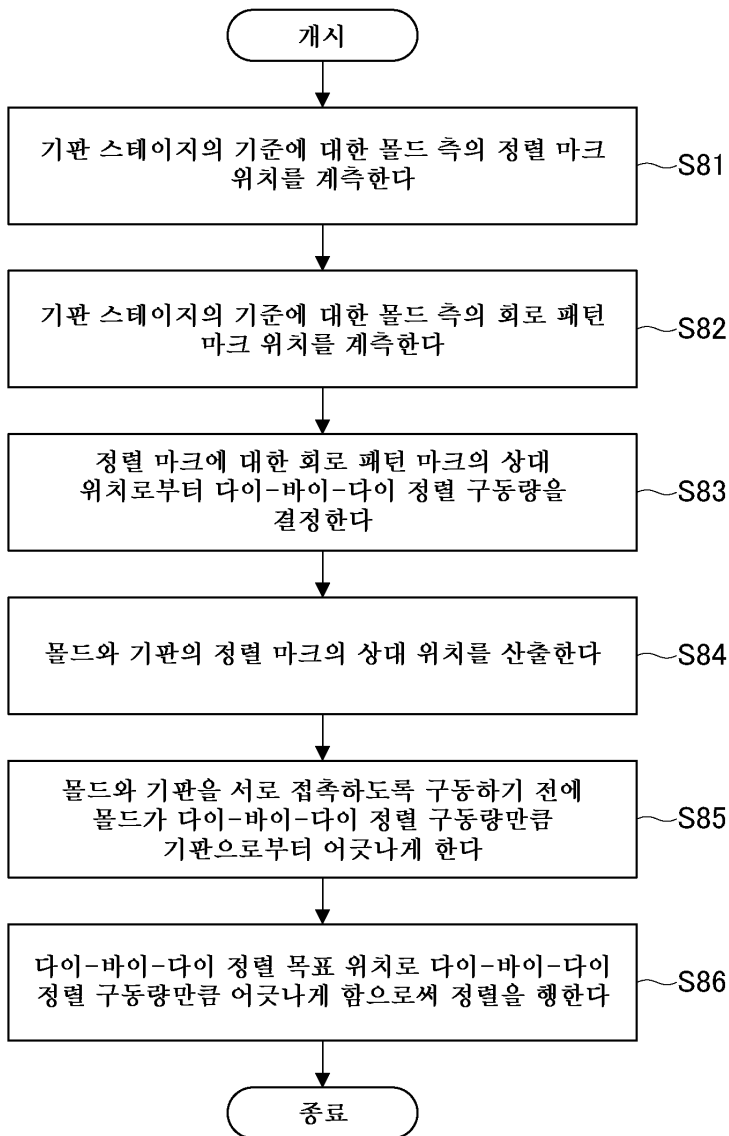 개시
기판 스테이지의 기준에 대한 몰드 측의 정렬 마크
위치를 계측한다
S81
기판 스테이지의 기준에 대한 몰드 측의 회로 패턴
마크 위치를 계측한다
S82
정렬 마크에 대한 회로 패턴 마크의 상대
위치로부터 다이-바이-다이 정렬 구동량을
결정한다
S83
몰드와 기판의 정렬 마크의 상대 위치를 산출한다
S84
몰드와 기판을 서로 접촉하도록 구동하기 전에
몰드가 다이-바이-다이 정렬 구동량만큼
기판으로부터 어긋나게 한다
S85
다이-바이-다이 정렬 목표 위치로 다이-바이-다이
정렬 구동량만큼 어긋나게 함으로써 정렬을 행한다
S86
종료